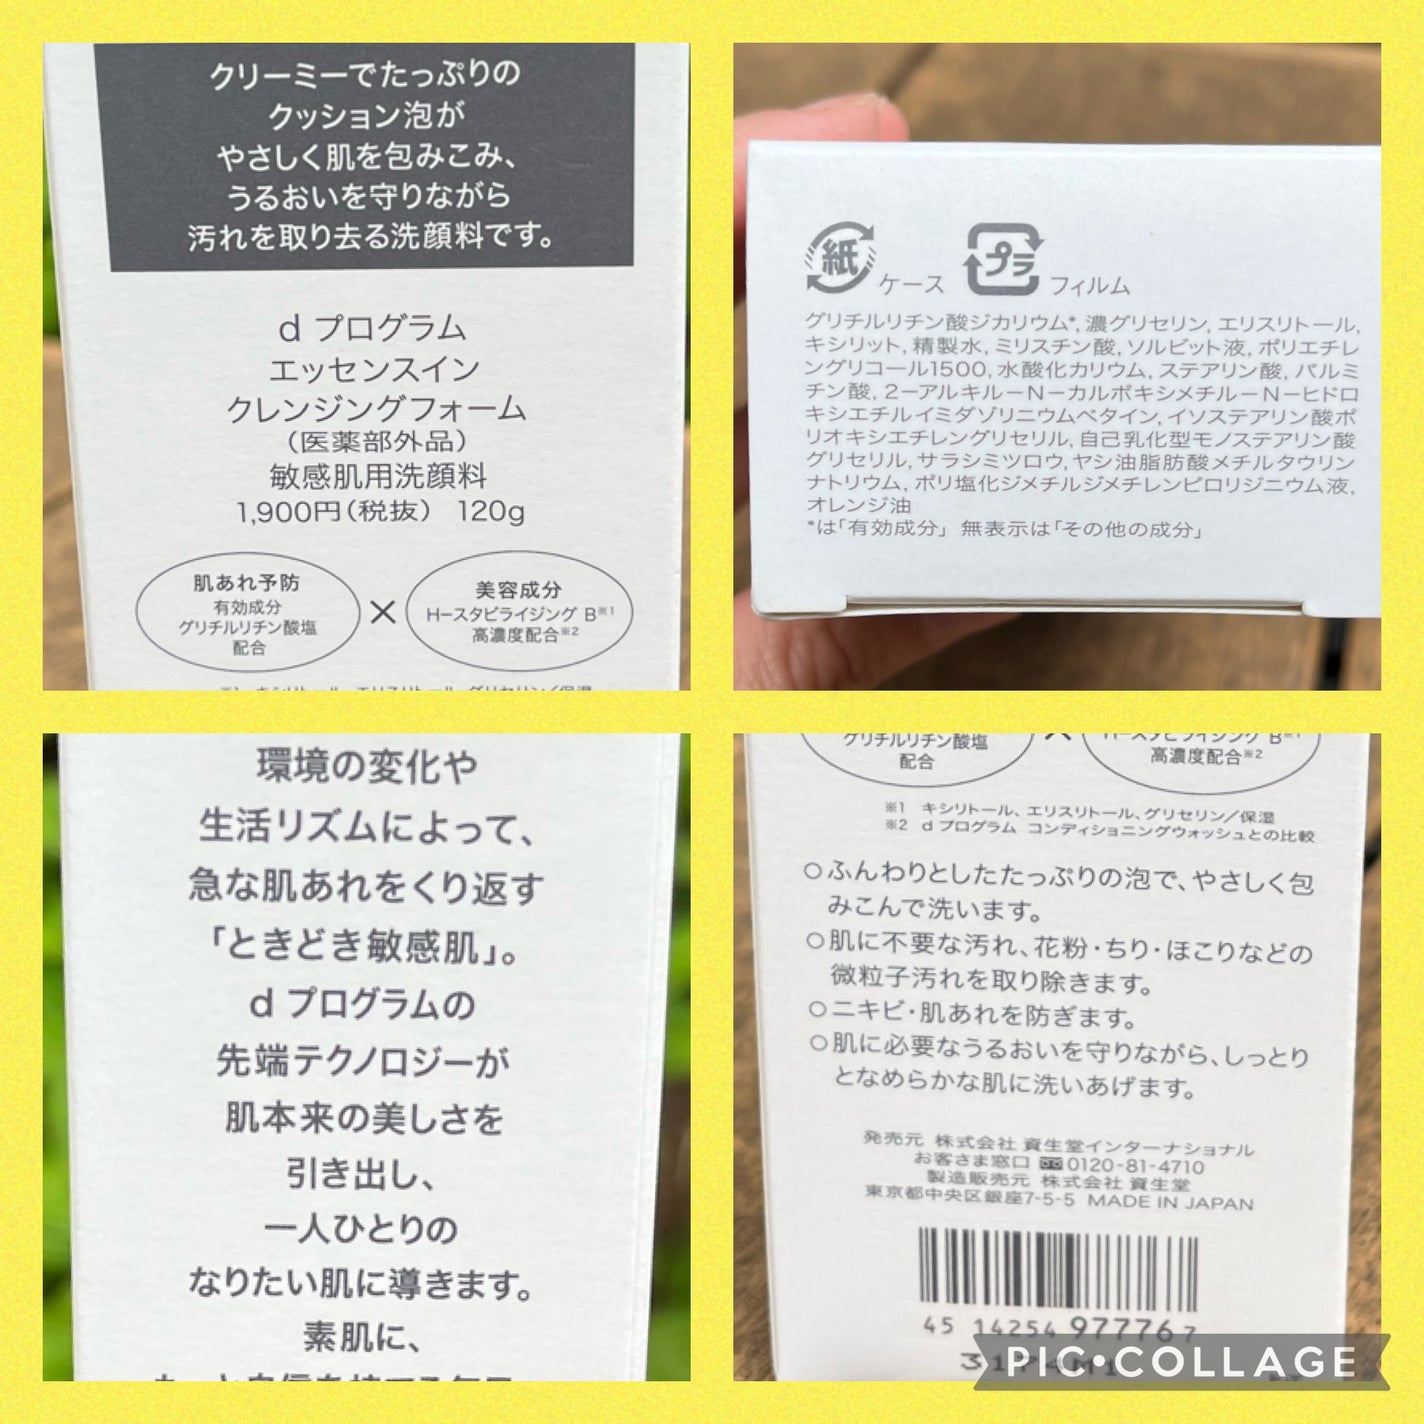 クリーミーでたっぷりの
クッション泡が
やさしく肌を包みこみ、
うるおいを守りながら
汚れを取り去る洗顔料です。
d プログラム
エッセンスイン
クレンジングフォーム
（医薬部外品）
敏感肌用洗顔料
1,900円（税抜） 120g
肌あれ予防
有効成分
グリチルリチン酸塩
配合
×
美容成分
H−スタビライジング B※1
高濃度配合※2
※1 キシリトール、エリスリトール、グリセリン／保湿
紙 ケース プラ フィルム
グリチルリチン酸ジカリウム*, 濃グリセリン, エリスリトール,
キシリット, 精製水, ミリスチン酸, ソルビット液, ポリエチレ
ングリコール1500, 水酸化カリウム, ステアリン酸, パルミ
チン酸, 2−アルキル−N−カルボキシメチル−N−ヒドロ
キシエチルイミダゾリニウムベタイン, イソステアリン酸ポ
リオキシエチレングリセリル, 自己乳化型モノステアリン酸
グリセリル, サラシミツロウ, ヤシ油脂肪酸メチルタウリン
ナトリウム, ポリ塩化ジメチルジメチレンピロリジニウム液,
オレンジ油
*は「有効成分」 無表示は「その他の成分」
環境の変化や
生活リズムによって、
急な肌あれをくり返す
「ときどき敏感肌」。
d プログラムの
先端テクノロジーが
肌本来の美しさを
引き出し、
一人ひとりの
なりたい肌に導きます。
素肌に、
グリチルリチン酸塩
配合
×
H−スタビライジング B※1
高濃度配合※2
※1 キシリトール、エリスリトール、グリセリン／保湿
※2 d プログラム コンディショニングウォッシュとの比較
○ふんわりとしたたっぷりの泡で、やさしく包
みこんで洗います。
○肌に不要な汚れ、花粉・ちり・ほこりなどの
微粒子汚れを取り除きます。
○ニキビ・肌あれを防ぎます。
○肌に必要なうるおいを守りながら、しっとり
となめらかな肌に洗いあげます。
発売元 株式会社 資生堂インターナショナル
お客さま窓口 0120-81-4710
製造販売元 株式会社 資生堂
東京都中央区銀座7-5-5 MADE IN JAPAN
45 14254 977767
PIC•COLLAGE